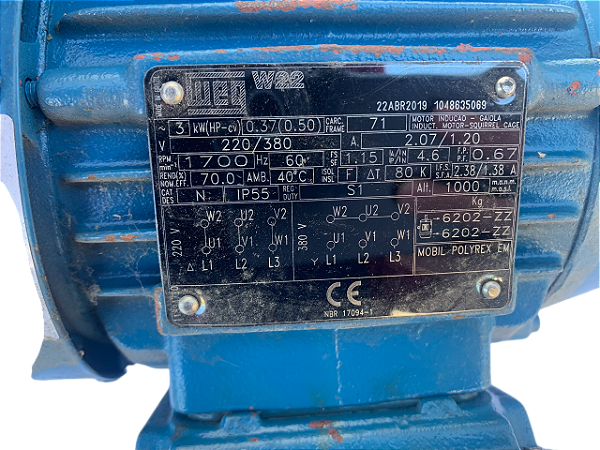 WEG W22
22ABR2019 1048635069
~ 3 kW(HP-cv) 0.37(0.50) CARC. FRAME 71 MOTOR INDUCAO - GAIOLA INDUCT. MOTOR-SQUIRREL CAGE
V 220/380 A 2.07/1.20
RPM min-1 1700 Hz 60 1.15 IP/IN 4.6 0.67
REND.% NOM.EFF. 70.0 AMB. 40°C ISOL INSL F ΔT 80 K S.F.A. 2.38/1.38 A
CAT DES N IP55 REG DUTY S1 Alt. 1000 m.a.n.m. m.a.s.l.
Kg
220 V W2 U2 V2 380 V W2 U2 V2 → 6202-ZZ
U1 V1 W1 U1 V1 W1 → 6202-ZZ
Δ L1 L2 L3 Y L1 L2 L3 MOBIL POLYREX EM
CE
NBR 17094-1